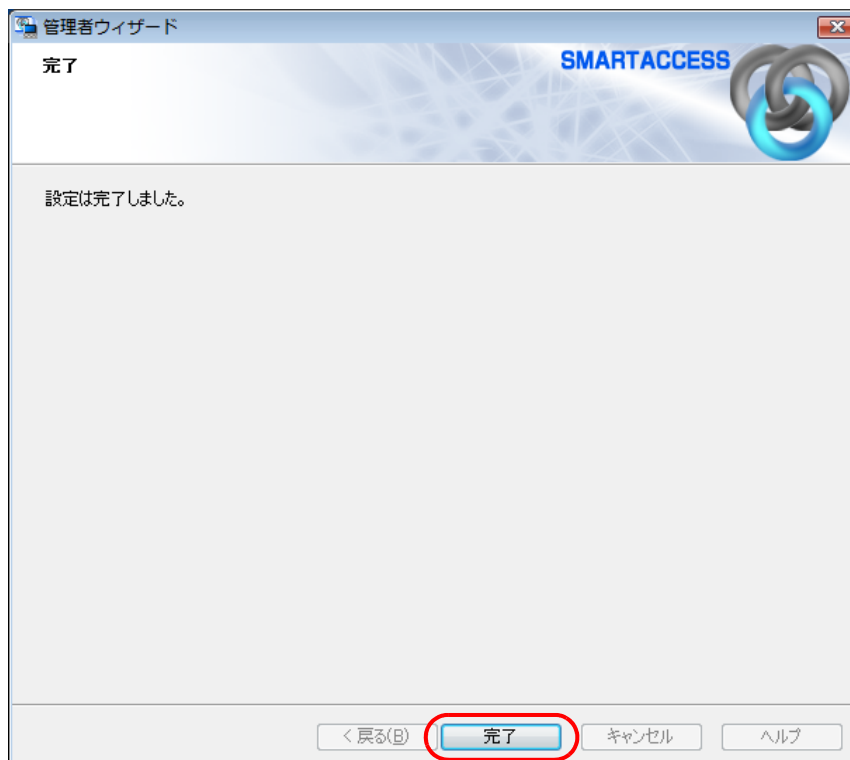 管理者ウィザード
完了
SMARTACCESS
設定は完了しました。
< 戻る(B)
完了
キャンセル
ヘルプ